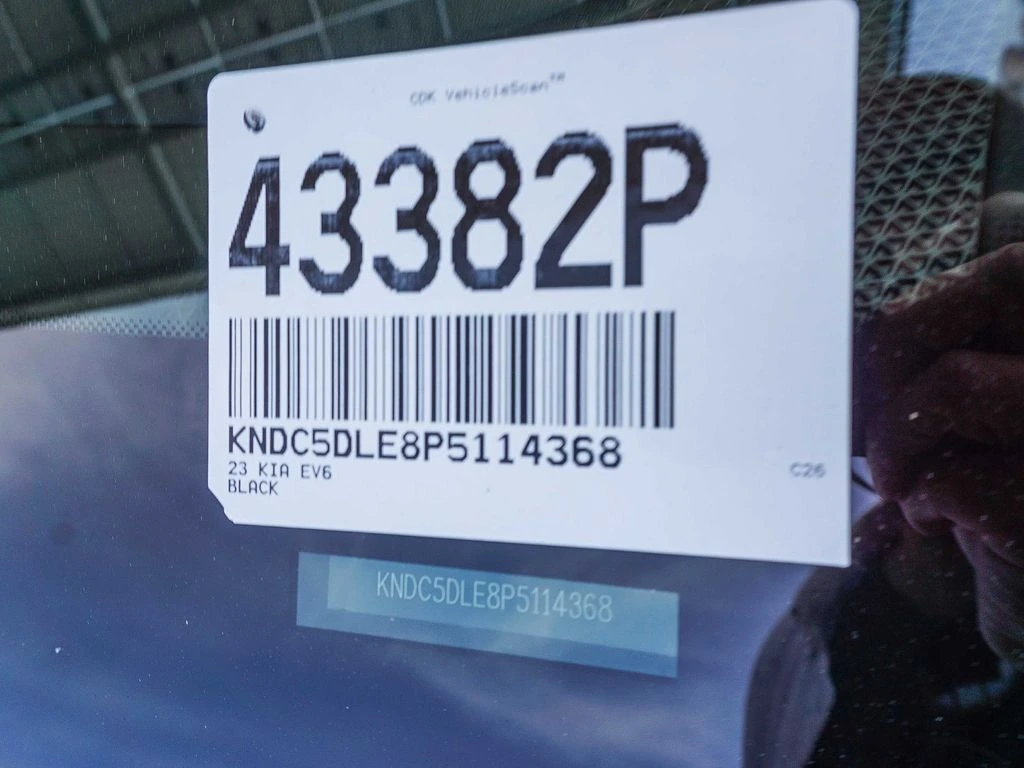 CDK VehicleScan™
43382P
KNDC5DLE8P5114368
23 KIA EV6
C26
BLACK
KNDC5DLE8P5114368